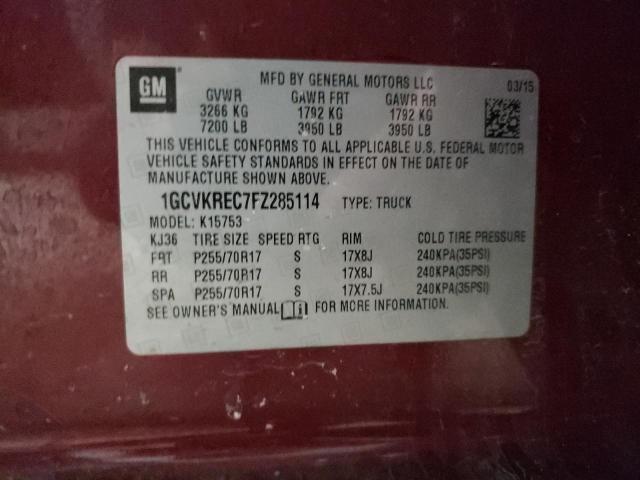 GM MFD BY GENERAL MOTORS LLC 03/15
GVWR GAWR FRT GAWR RR
3266 KG 1792 KG 1792 KG
7200 LB 3950 LB 3950 LB
THIS VEHICLE CONFORMS TO ALL APPLICABLE U.S. FEDERAL MOTOR
VEHICLE SAFETY STANDARDS IN EFFECT ON THE DATE OF
MANUFACTURE SHOWN ABOVE.
1GCVKREC7FZ285114 TYPE: TRUCK
MODEL: K15753
KJ36 TIRE SIZE SPEED RTG RIM COLD TIRE PRESSURE
FRT P255/70R17 S 17X8J 240KPA(35PSI)
RR P255/70R17 S 17X8J 240KPA(35PSI)
SPA P255/70R17 S 17X7.5J 240KPA(35PSI)
SEE OWNER'S MANUAL i FOR MORE INFORMATION.